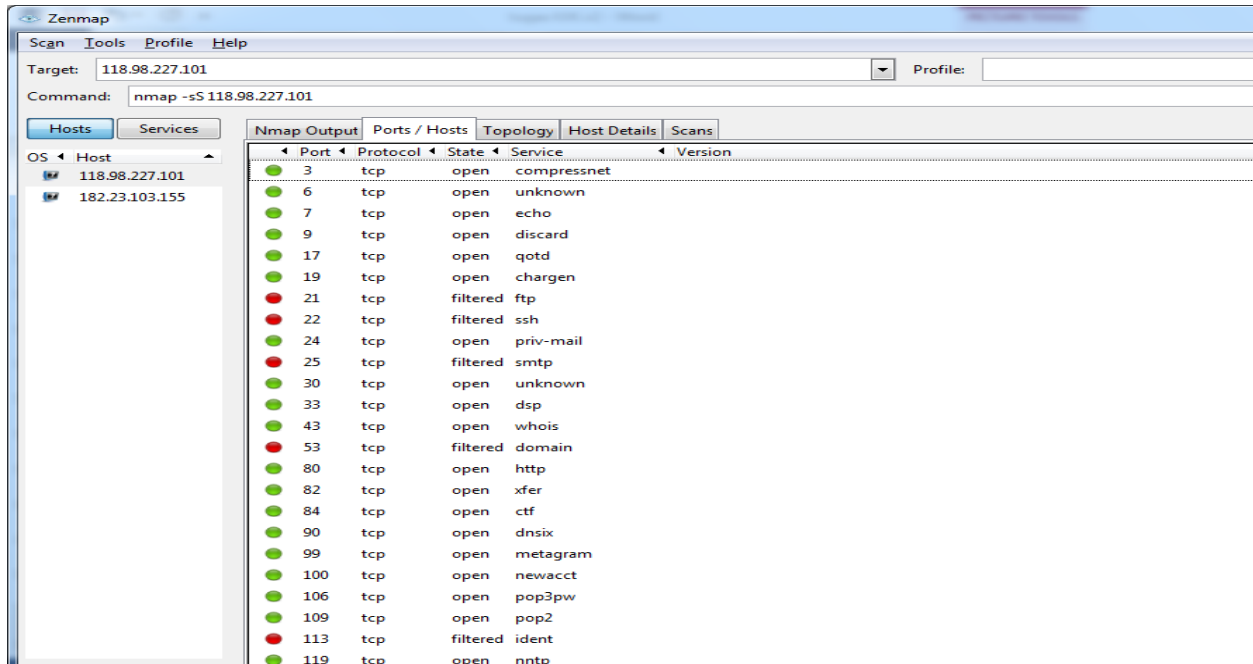 Zenmap
Scan Tools Profile Help
Target: 118.98.227.101 Profile:
Command: nmap -sS 118.98.227.101
Hosts Services Nmap Output Ports / Hosts Topology Host Details Scans
OS Host Port Protocol State Service Version
118.98.227.101
182.23.103.155
3 tcp open compressnet
6 tcp open unknown
7 tcp open echo
9 tcp open discard
17 tcp open qotd
19 tcp open chargen
21 tcp filtered ftp
22 tcp filtered ssh
24 tcp open priv-mail
25 tcp filtered smtp
30 tcp open unknown
33 tcp open dsp
43 tcp open whois
53 tcp filtered domain
80 tcp open http
82 tcp open xfer
84 tcp open ctf
90 tcp open dnsix
99 tcp open metagram
100 tcp open newacct
106 tcp open pop3pw
109 tcp open pop2
113 tcp filtered ident
119 tcp open nntp